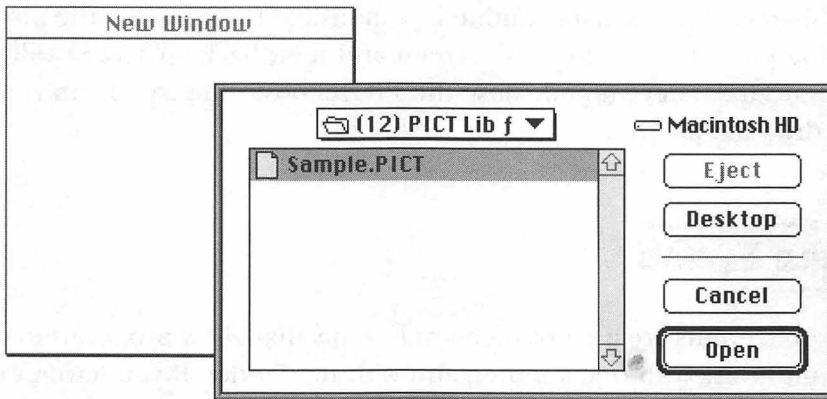 New Window
(12) PICT Lib ƒ
Macintosh HD
Sample.PICT
Eject
Desktop
Cancel
Open